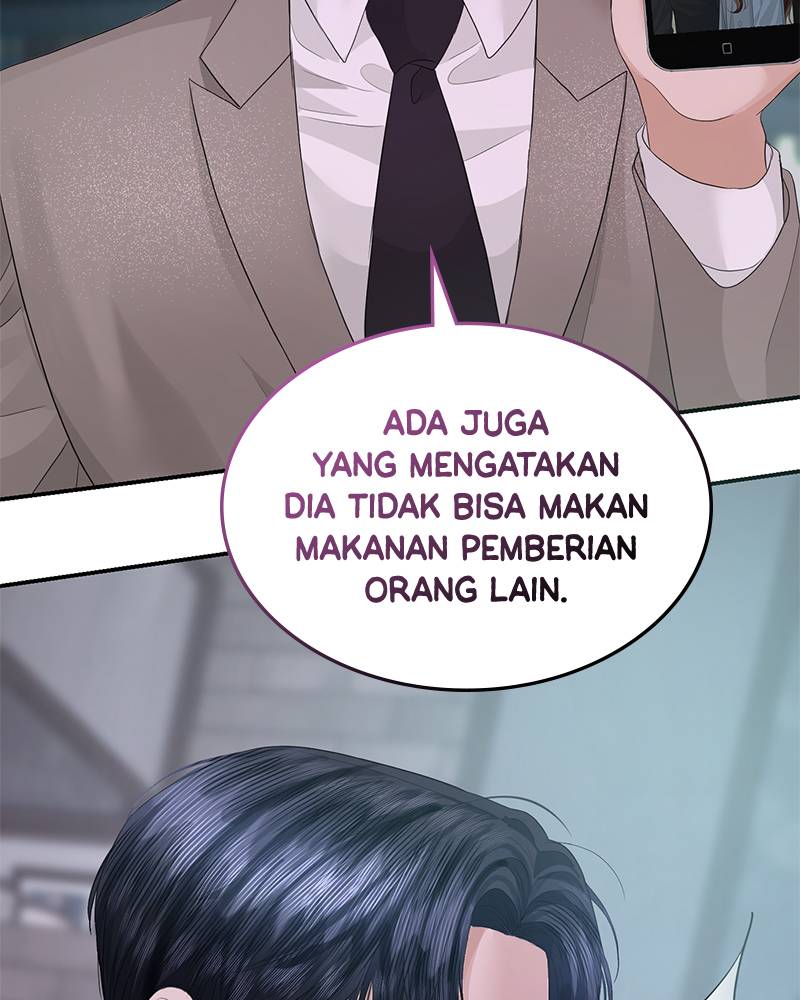 ADA JUGA
YANG MENGATAKAN
DIA TIDAK BISA MAKAN
MAKANAN PEMBERIAN
ORANG LAIN.